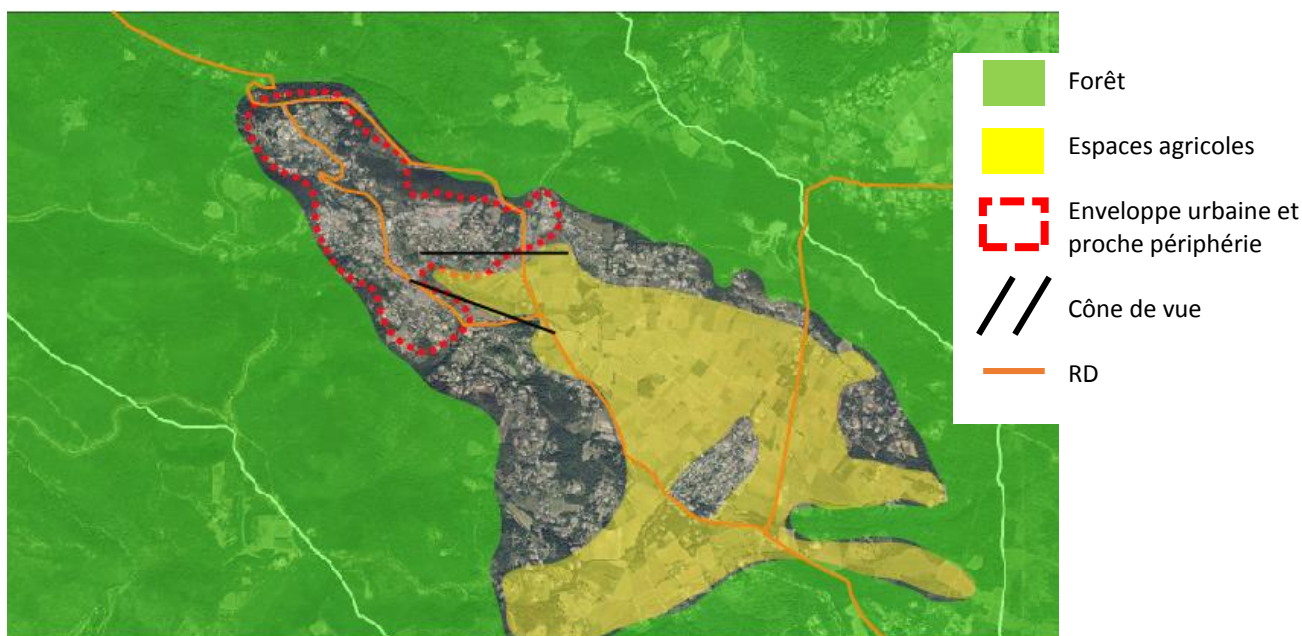 Forêt
Espaces agricoles
Enveloppe urbaine et
proche périphérie
Cône de vue
RD